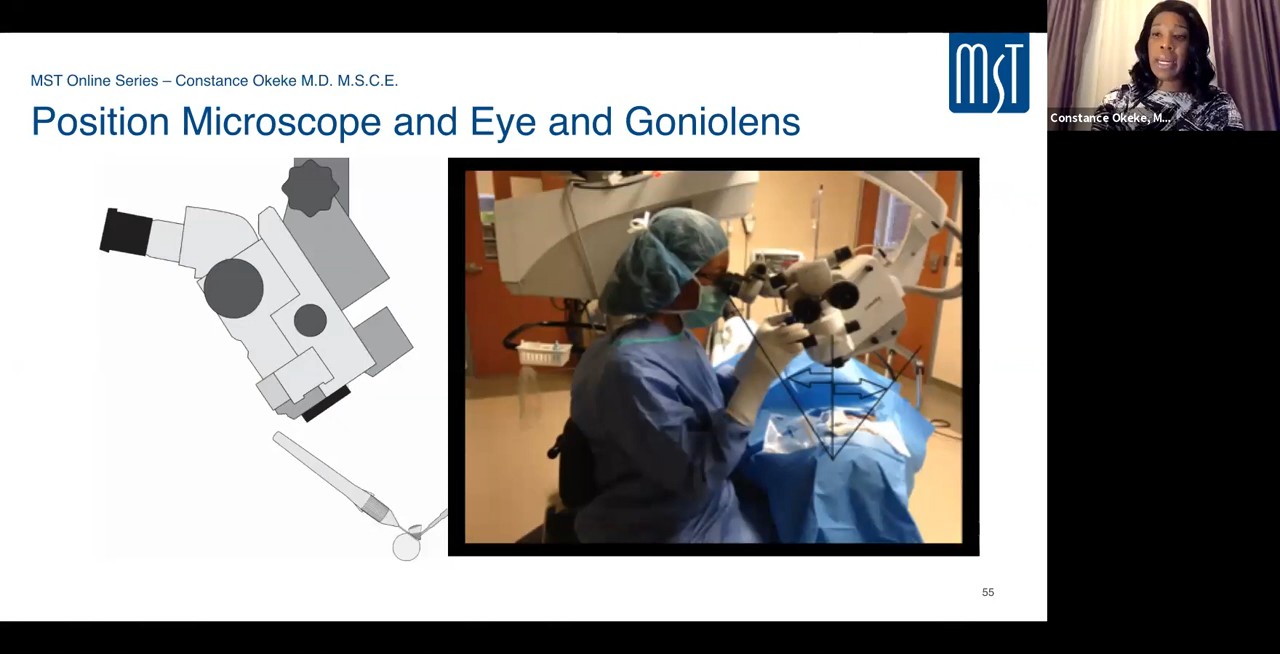 MST Online Series – Constance Okeke M.D. M.S.C.E.
MST
Position Microscope and Eye and Goniolens
Constance Okeke, M...
55